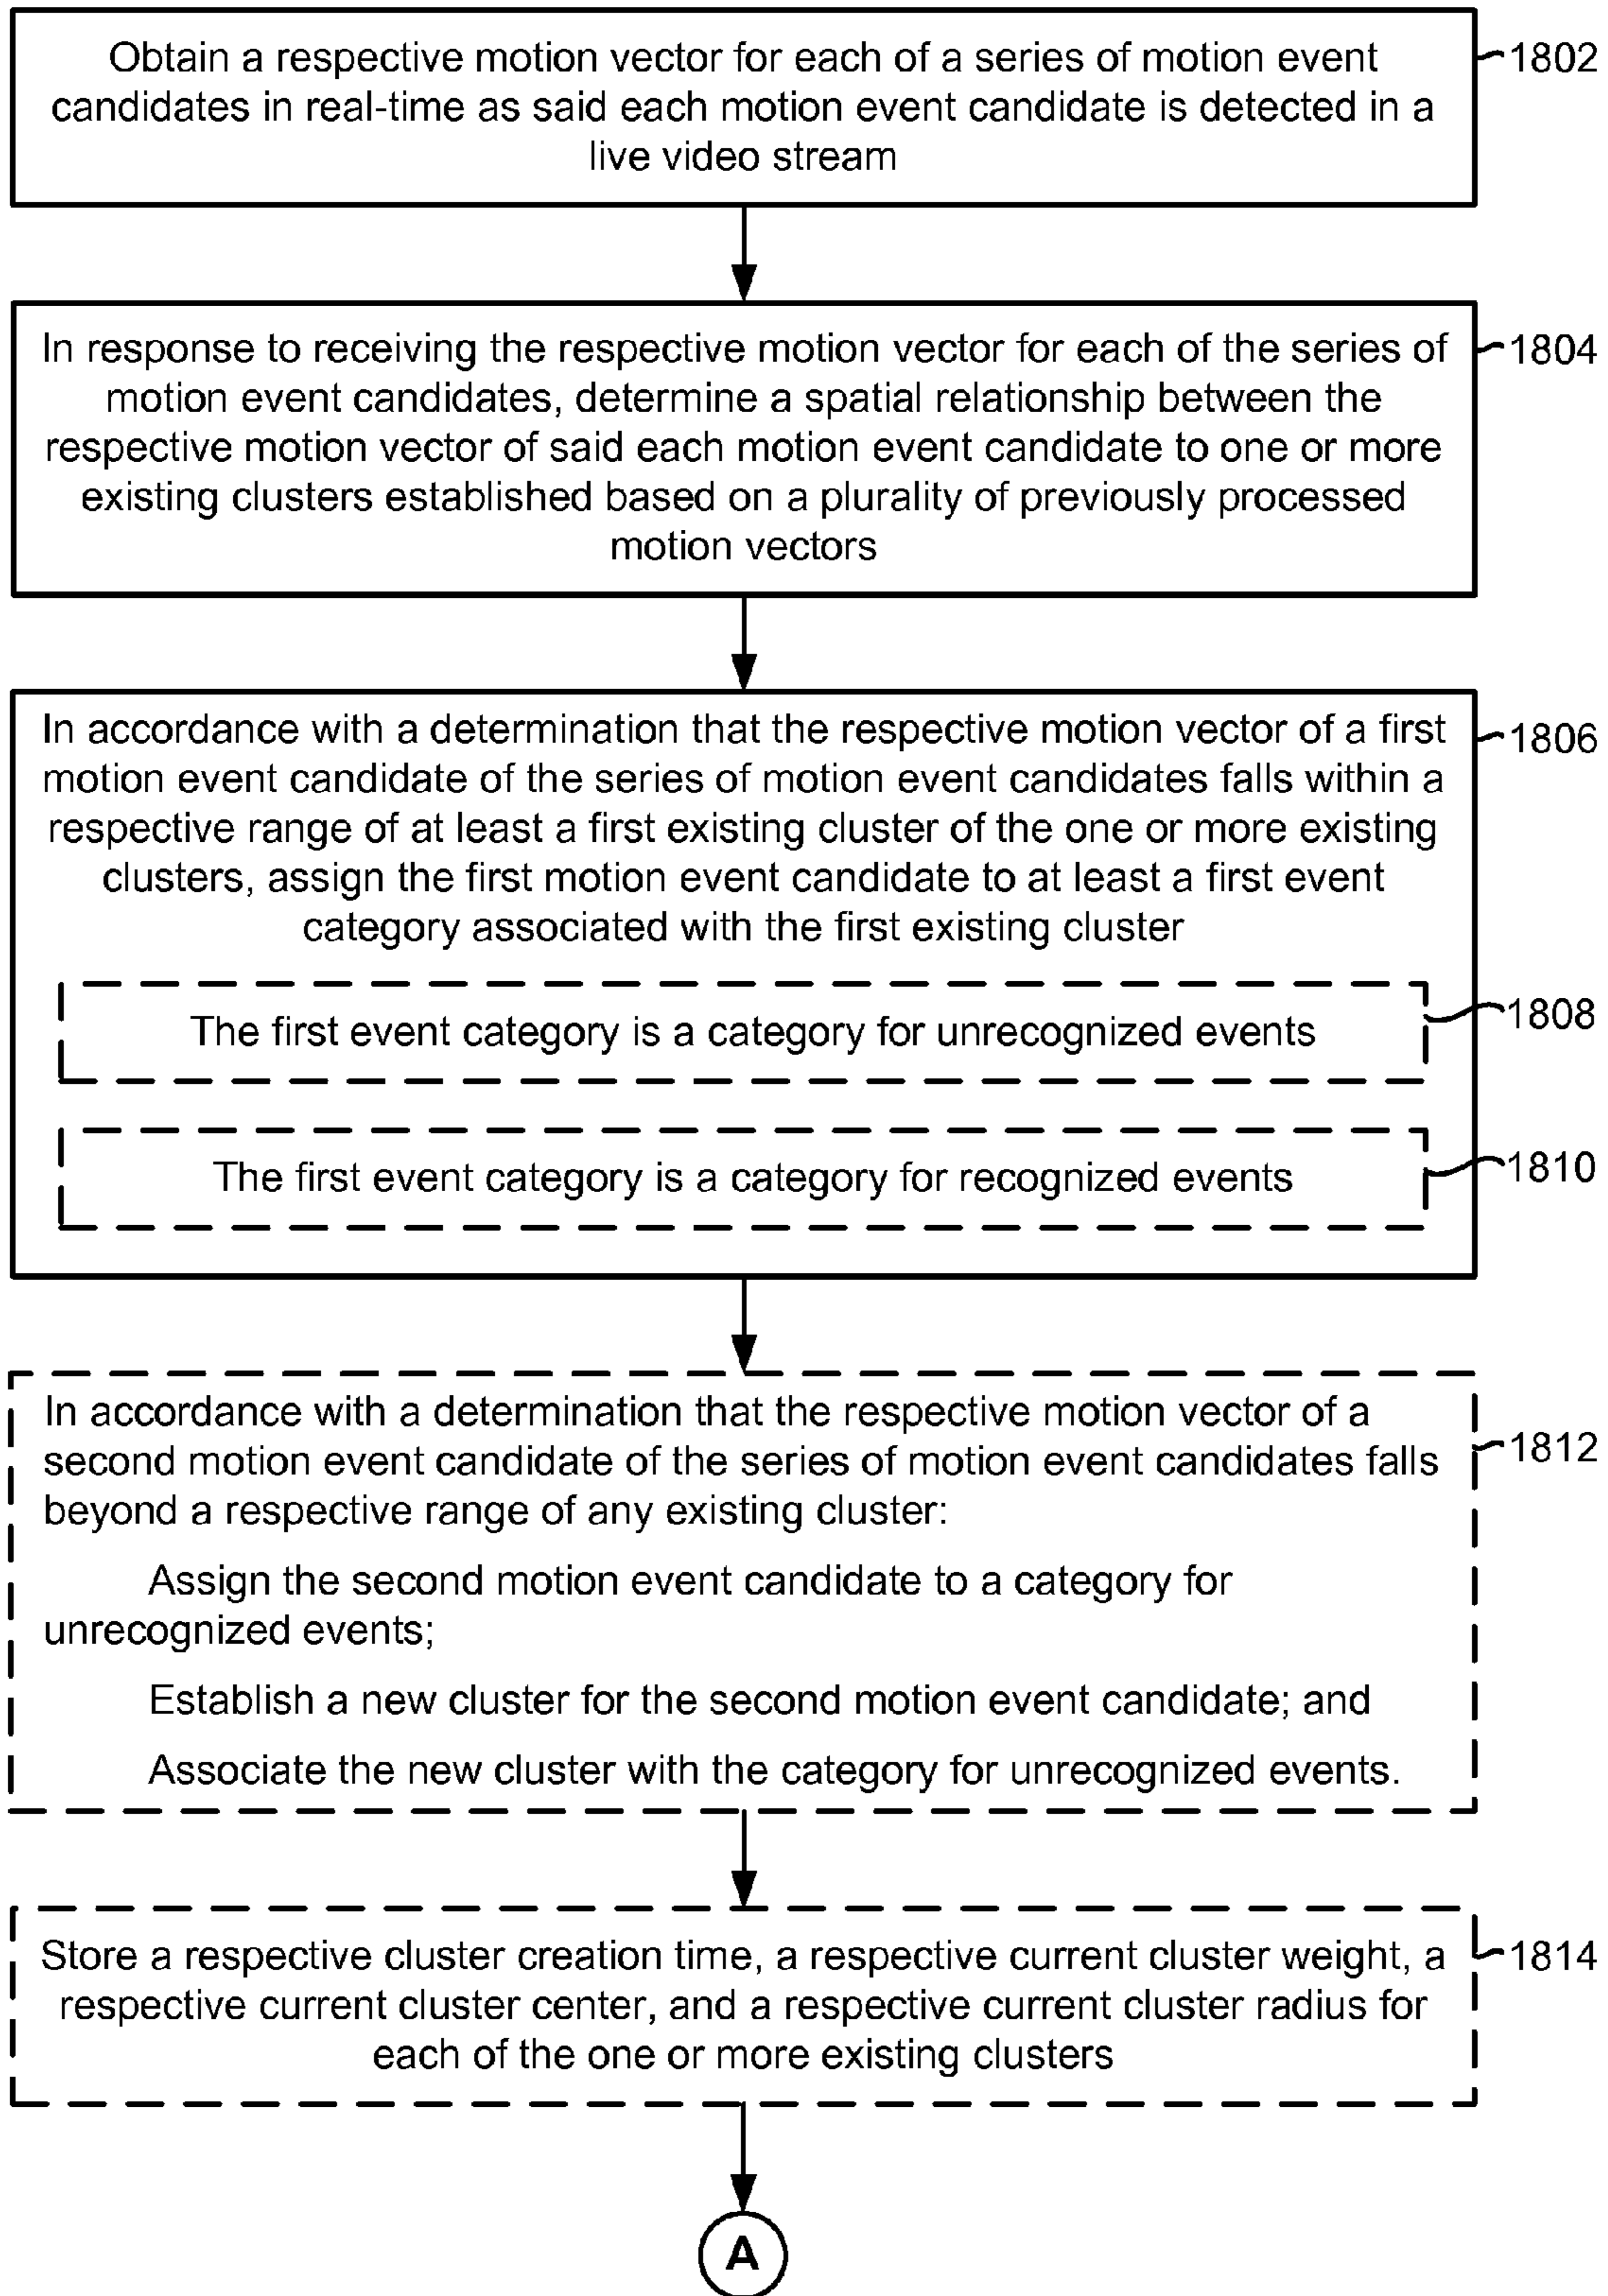 Obtain a respective motion vector for each of a series of motion event
candidates in real-time as said each motion event candidate is detected in a
live video stream
1802
In response to receiving the respective motion vector for each of the series of
motion event candidates, determine a spatial relationship between the
respective motion vector of said each motion event candidate to one or more
existing clusters established based on a plurality of previously processed
motion vectors
1804
In accordance with a determination that the respective motion vector of a first
motion event candidate of the series of motion event candidates falls within a
respective range of at least a first existing cluster of the one or more existing
clusters, assign the first motion event candidate to at least a first event
category associated with the first existing cluster
1806
The first event category is a category for unrecognized events
1808
The first event category is a category for recognized events
1810
In accordance with a determination that the respective motion vector of a
second motion event candidate of the series of motion event candidates falls
beyond a respective range of any existing cluster:
Assign the second motion event candidate to a category for
unrecognized events;
Establish a new cluster for the second motion event candidate; and
Associate the new cluster with the category for unrecognized events.
1812
Store a respective cluster creation time, a respective current cluster weight, a
respective current cluster center, and a respective current cluster radius for
each of the one or more existing clusters
1814
A